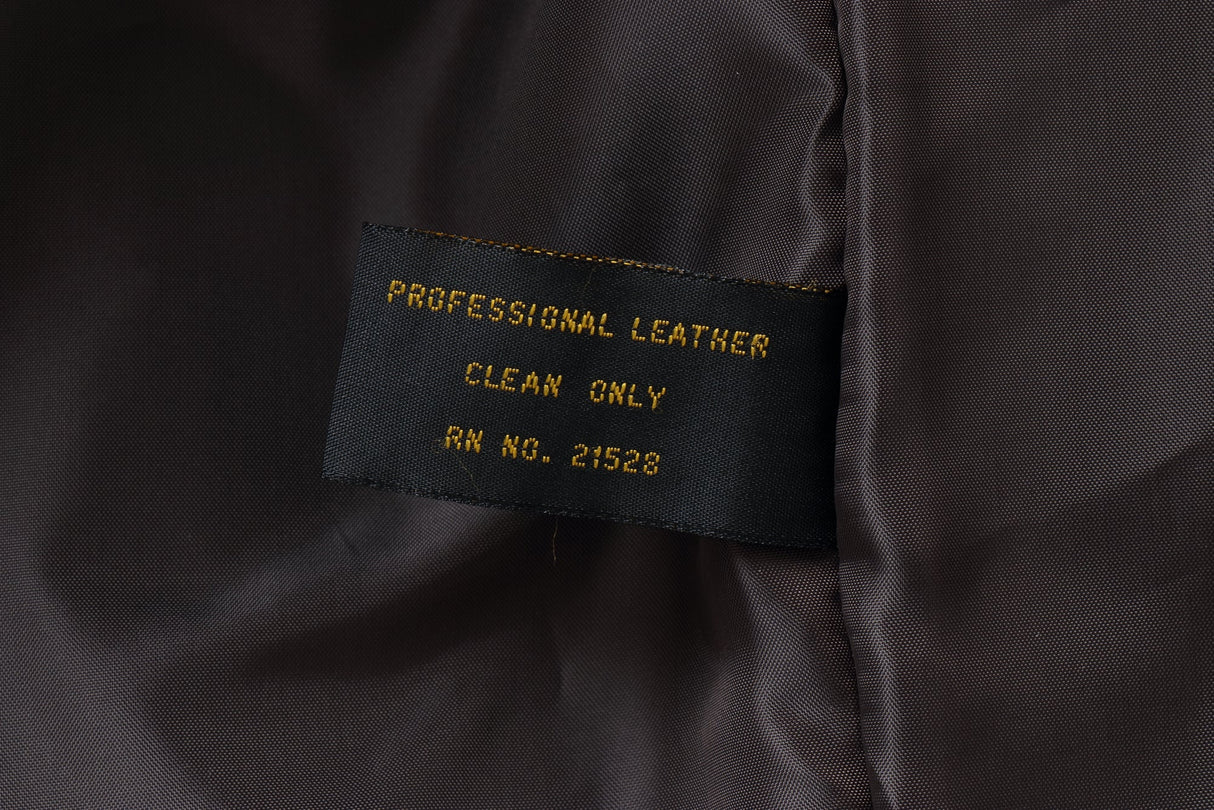 PROFESSIONAL LEATHER
CLEAN ONLY
RN NO. 21528